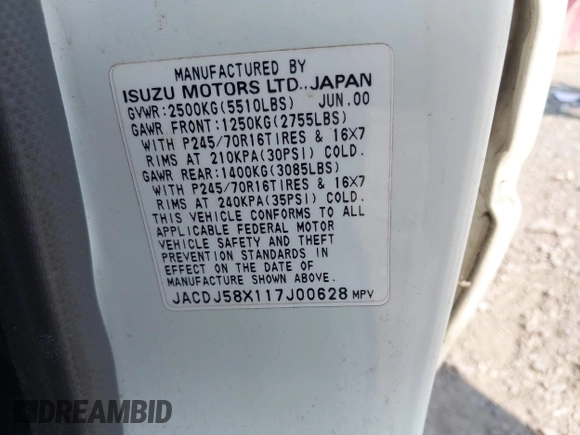 MANUFACTURED BY
ISUZU MOTORS LTD., JAPAN
GVWR:2500KG(5510LBS) JUN.00
GAWR FRONT:1250KG(2755LBS)
WITH P245/70R16TIRES & 16X7
RIMS AT 210KPA(30PSI) COLD.
GAWR REAR:1400KG(3085LBS)
WITH P245/70R16TIRES & 16X7
RIMS AT 240KPA(35PSI) COLD.
THIS VEHICLE CONFORMS TO ALL
APPLICABLE FEDERAL MOTOR
VEHICLE SAFETY AND THEFT
PREVENTION STANDARDS IN
EFFECT ON THE DATE OF
MANUFACTURE SHOWN ABOVE.
JACDJ58X117J00628 MPV
DREAMBID